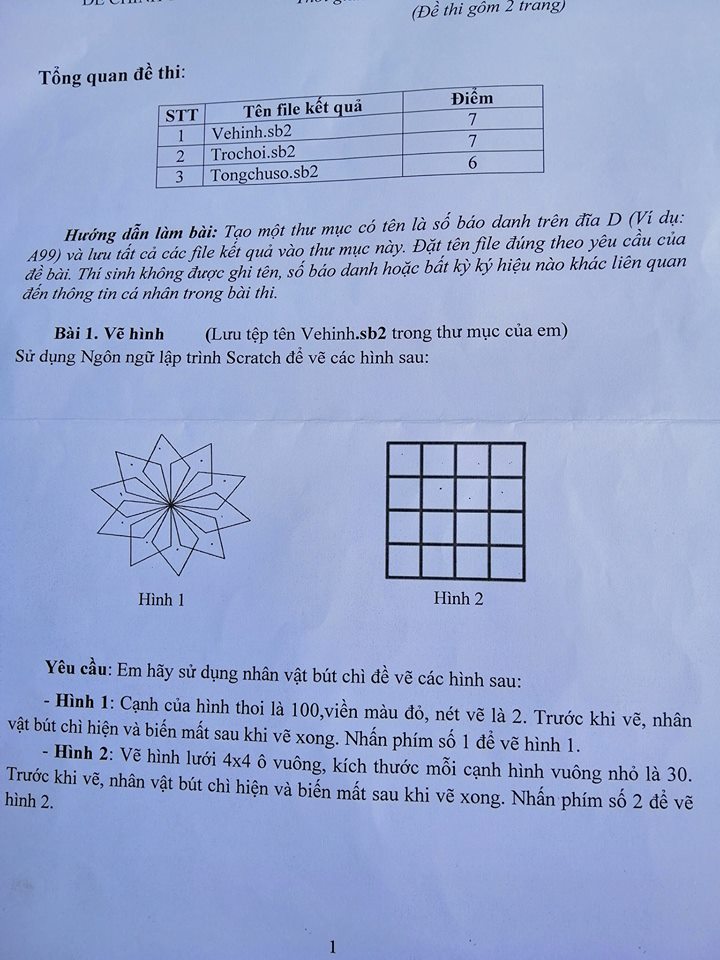 (Đề thi gồm 2 trang)
Tổng quan đề thi:
STT Tên file kết quả Điểm
1 Vehinh.sb2 7
2 Trochoi.sb2 7
3 Tongchuso.sb2 6
Hướng dẫn làm bài: Tạo một thư mục có tên là số báo danh trên đĩa D (Ví dụ:
A99) và lưu tất cả các file kết quả vào thư mục này. Đặt tên file đúng theo yêu cầu của
đề bài. Thí sinh không được ghi tên, số báo danh hoặc bất kỳ ký hiệu nào khác liên quan
đến thông tin cá nhân trong bài thi.
Bài 1. Vẽ hình (Lưu tệp tên Vehinh.sb2 trong thư mục của em)
Sử dụng Ngôn ngữ lập trình Scratch để vẽ các hình sau:
Hình 1 Hình 2
Yêu cầu: Em hãy sử dụng nhân vật bút chì đề vẽ các hình sau:
- Hình 1: Cạnh của hình thoi là 100,viền màu đỏ, nét vẽ là 2. Trước khi vẽ, nhân
vật bút chì hiện và biến mất sau khi vẽ xong. Nhấn phím số 1 để vẽ hình 1.
- Hình 2: Vẽ hình lưới 4x4 ô vuông, kích thước mỗi cạnh hình vuông nhỏ là 30.
Trước khi vẽ, nhân vật bút chì hiện và biến mất sau khi vẽ xong. Nhấn phím số 2 để vẽ
hình 2.
1